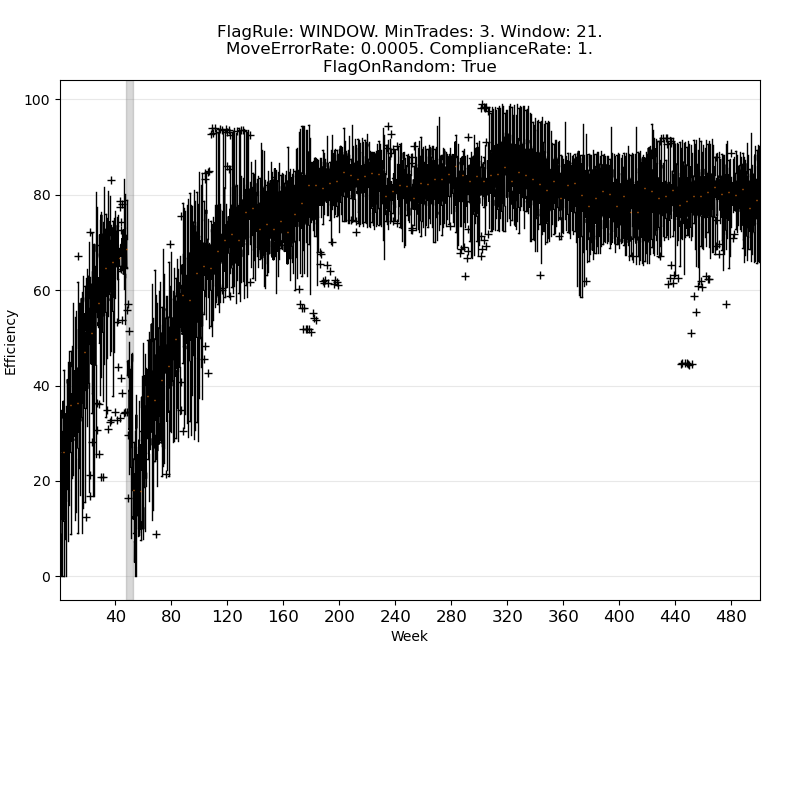 FlagRule: WINDOW. MinTrades: 3. Window: 21.
MoveErrorRate: 0.0005. ComplianceRate: 1.
FlagOnRandom: True
100
80
60
40
20
0
Efficiency
40 80 120 160 200 240 280 320 360 400 440 480
Week